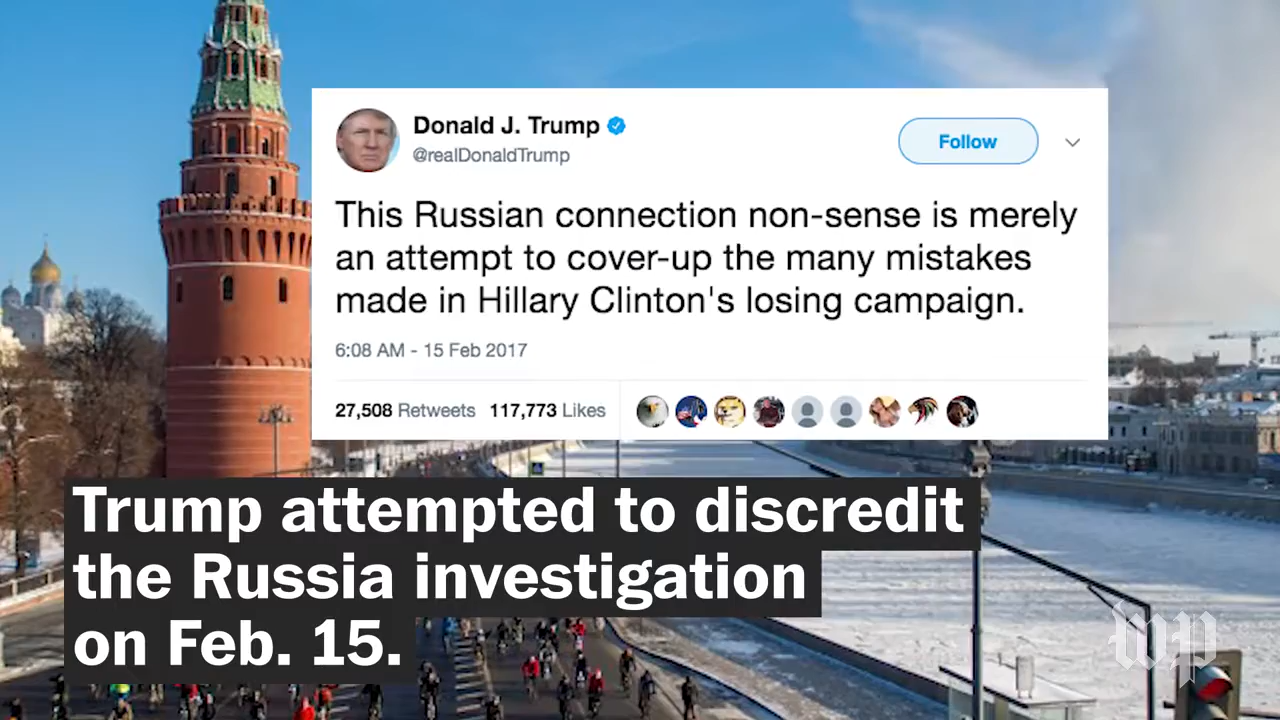 Donald J. Trump
@realDonaldTrump
Follow
This Russian connection non-sense is merely
an attempt to cover-up the many mistakes
made in Hillary Clinton's losing campaign.
6:08 AM - 15 Feb 2017
27,508 Retweets 117,773 Likes
Trump attempted to discredit
the Russia investigation
on Feb. 15.
wp